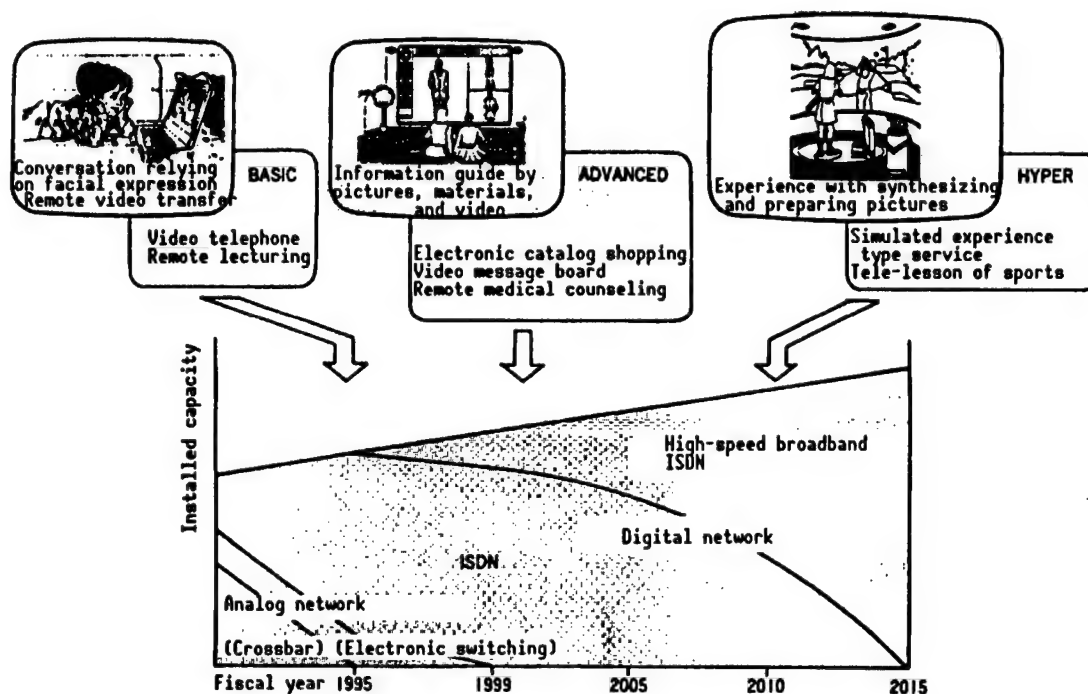 Conversation relying
on facial expression
Remote video transfer
BASIC
Video telephone
Remote lecturing
Information guide by
pictures, materials,
and video
ADVANCED
Electronic catalog shopping
Video message board
Remote medical counseling
Experience with synthesizing
and preparing pictures
HYPER
Simulated experience
type service
Tele-lesson of sports
Installed capacity
High-speed broadband
ISDN
Digital network
ISDN
Analog network
(Crossbar) (Electronic switching)
Fiscal year 1995 1999 2005 2010 2015